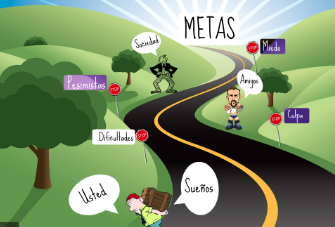 METAS
Sociedad
STOP Miedo
Pesimistas STOP
Amigos
STOP Culpa
Dificultades STOP
Usted
Sueños